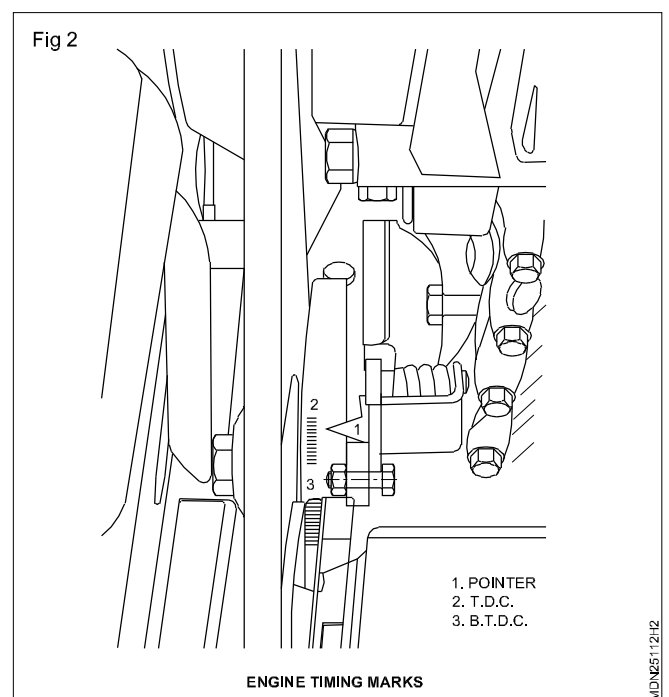 Fig 2
2
1
3
1. POINTER
2. T.D.C.
3. B.T.D.C.
ENGINE TIMING MARKS
MDN25112H2